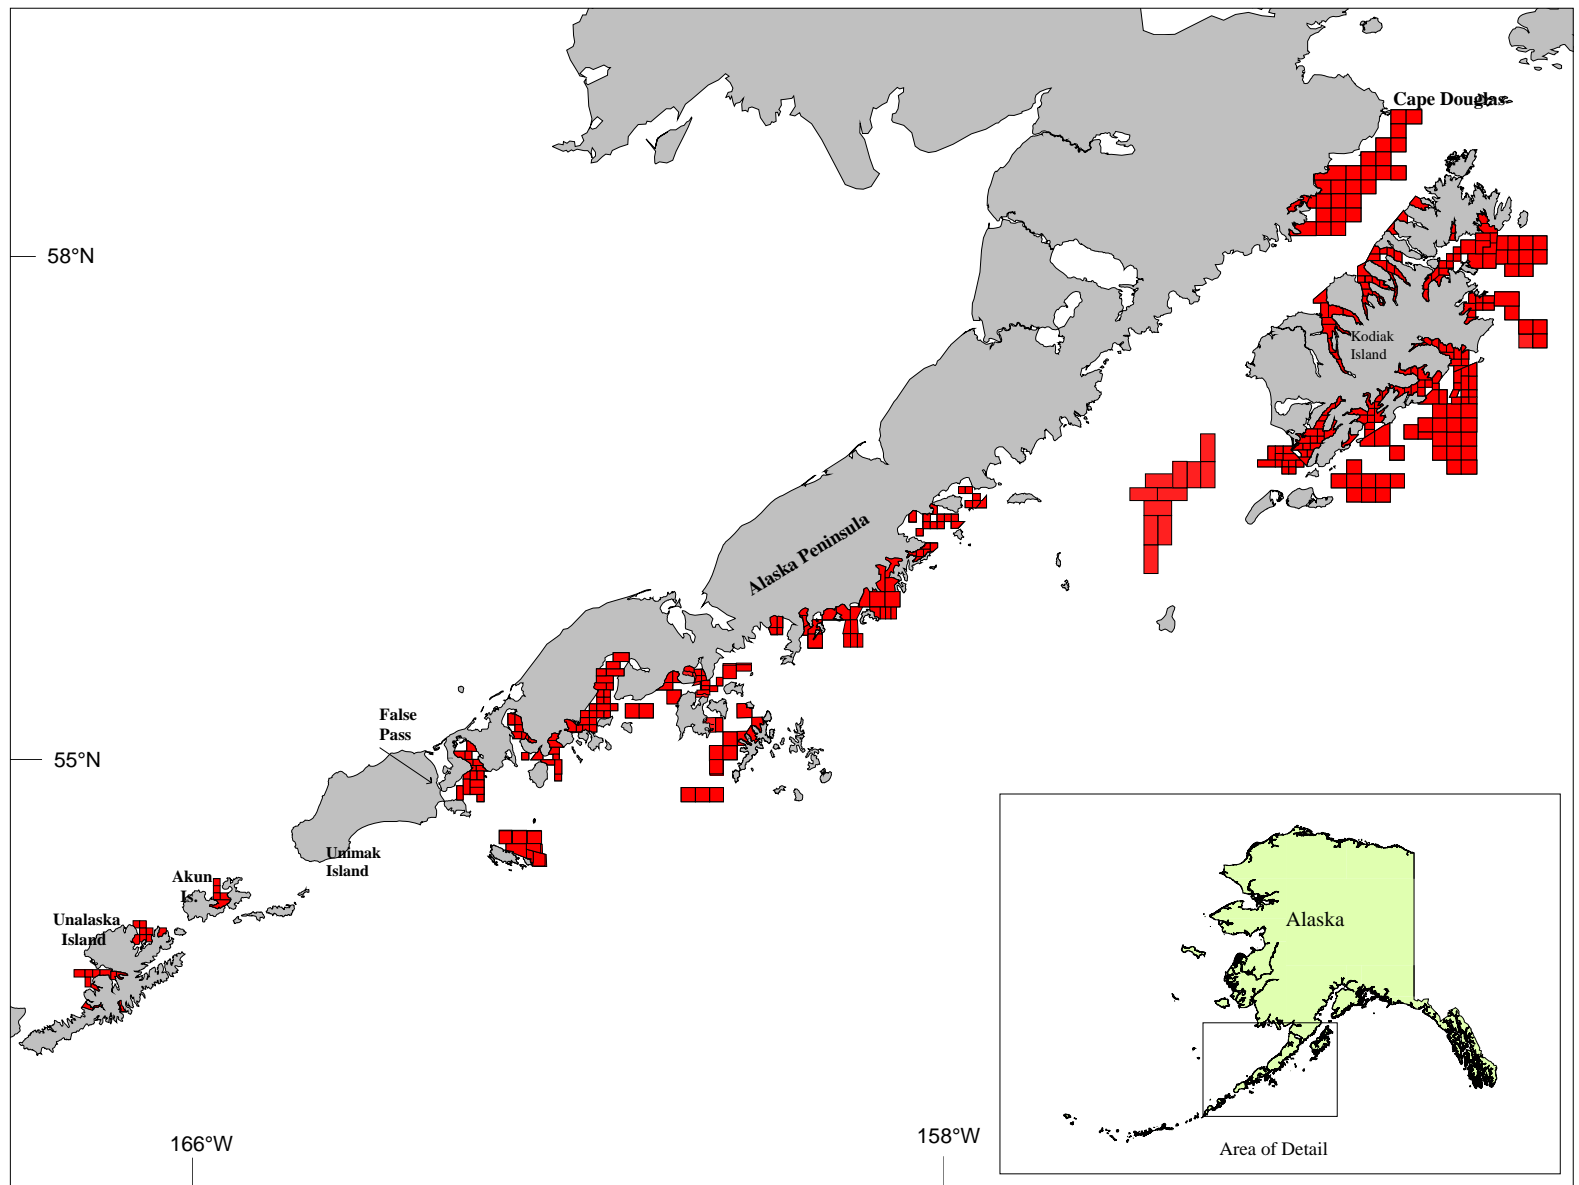 Cape Douglas
58°N
Kodiak
Island
Alaska Peninsula
False
Pass
55°N
Unimak
Island
Akun
Is.
Unalaska
Island
Alaska
166°W
158°W
Area of Detail